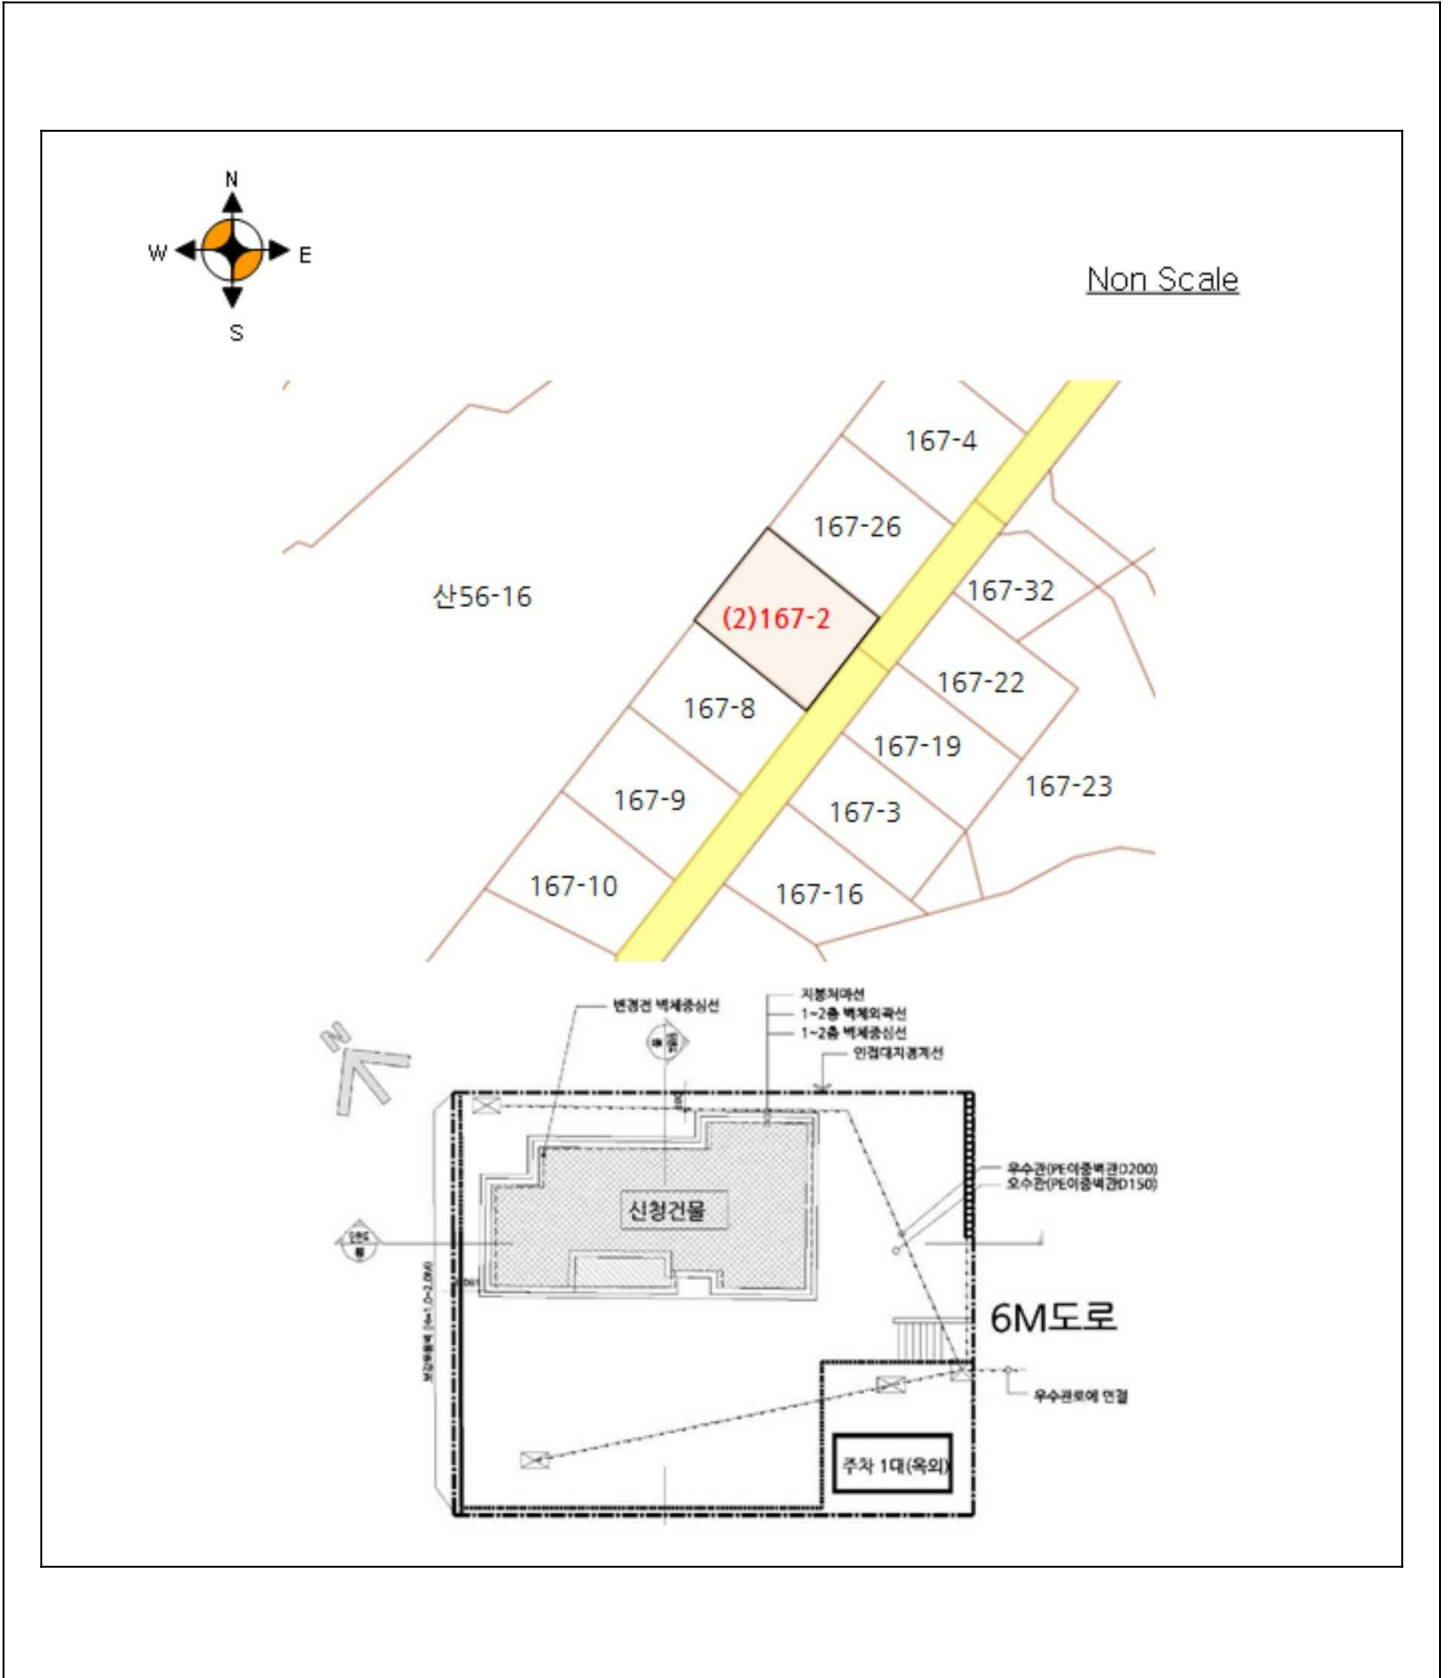 N
W
E
S
Non Scale
167-4
167-26
산56-16
167-32
(2)167-2
167-22
167-8
167-19
167-23
167-9
167-3
167-10
167-16
지붕처마선
변경전 벽체중심선
1~2층 벽체외곽선
1~2층 벽체중심선
인접대지경계선
N
우수관(PE이중벽관D200)
오수관(PE이중벽관D150)
신청건물
6M도로
우수관로에 연결
주차 1대(옥외)